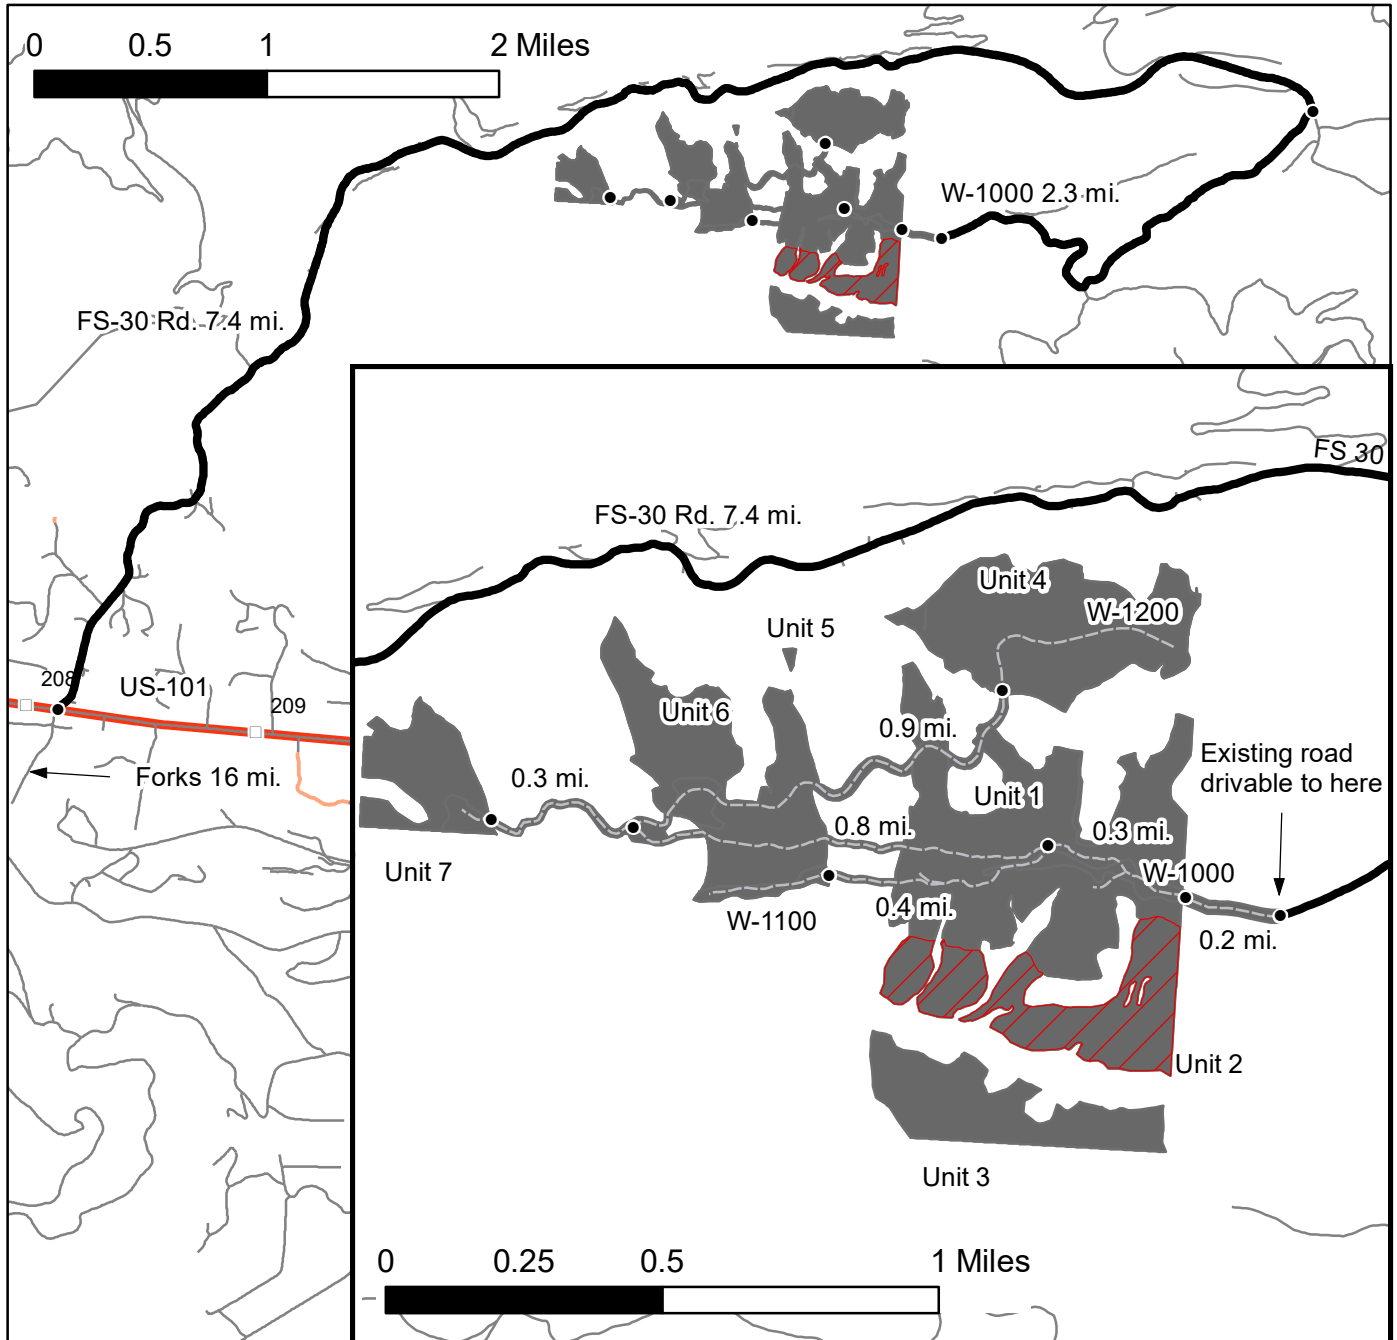 0 0.5 1 2 Miles
W-1000 2.3 mi.
FS-30 Rd. 7.4 mi.
208
US-101
209
Forks 16 mi.
FS 30
FS-30 Rd. 7.4 mi.
Unit 4
W-1200
Unit 5
Unit 6
0.9 mi.
Existing road
drivable to here
0.3 mi.
Unit 1
0.8 mi.
0.3 mi.
Unit 7
W-1000
0.4 mi.
W-1100
0.2 mi.
Unit 2
Unit 3
0 0.25 0.5 1 Miles